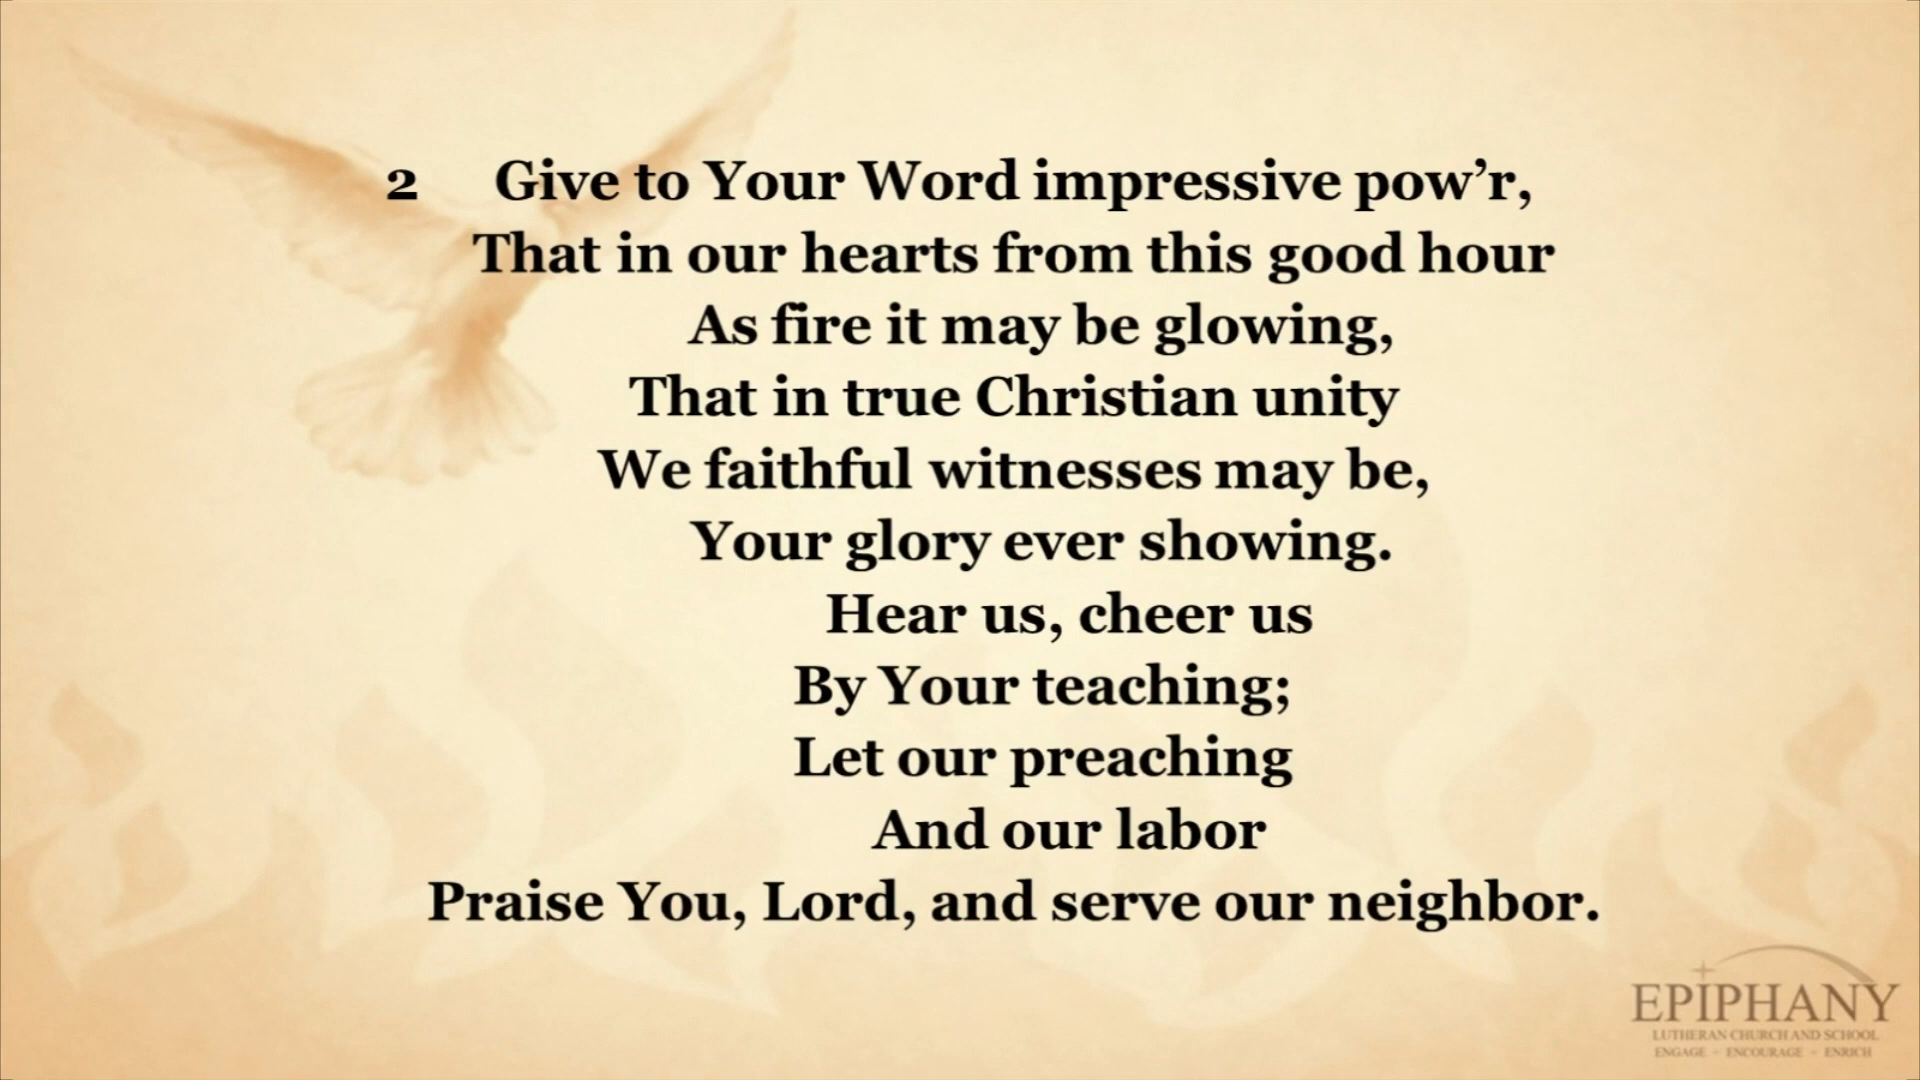 2 Give to Your Word impressive pow’r,
That in our hearts from this good hour
As fire it may be glowing,
That in true Christian unity
We faithful witnesses may be,
Your glory ever showing.
Hear us, cheer us
By Your teaching;
Let our preaching
And our labor
Praise You, Lord, and serve our neighbor.
EPIPHANY
LUTHERAN CHURCH AND SCHOOL
ENGAGE - ENCOURAGE - ENRICH